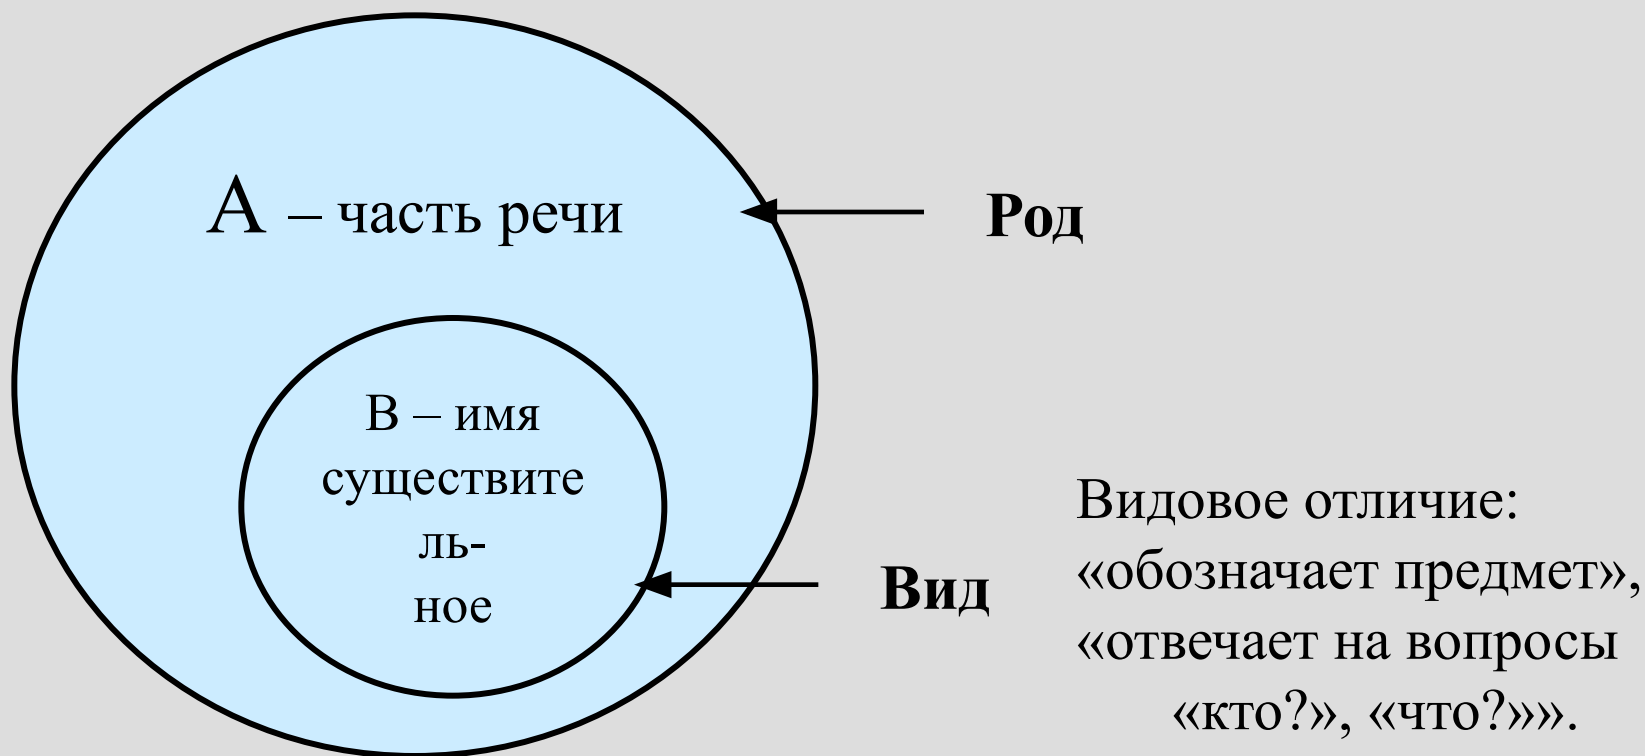 А – часть речи
Род
В – имя
существите
ль-
ное
Вид
Видовое отличие:
«обозначает предмет»,
«отвечает на вопросы
«кто?», «что?»».